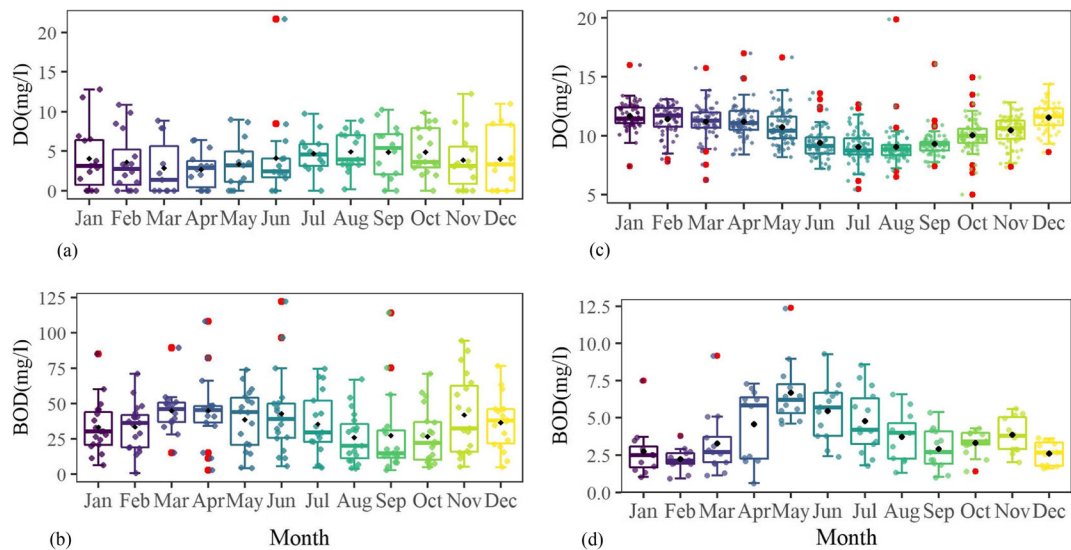 DO(mg/l)
20
15
10
5
0
Jan Feb Mar Apr May Jun Jul Aug Sep Oct Nov Dec
(a)
DO(mg/l)
20
15
10
5
Jan Feb Mar Apr May Jun Jul Aug Sep Oct Nov Dec
(c)
BOD(mg/l)
125
100
75
50
25
0
Jan Feb Mar Apr May Jun Jul Aug Sep Oct Nov Dec
(b)
Month
BOD(mg/l)
12.5
10.0
7.5
5.0
2.5
0.0
Jan Feb Mar Apr May Jun Jul Aug Sep Oct Nov Dec
(d)
Month